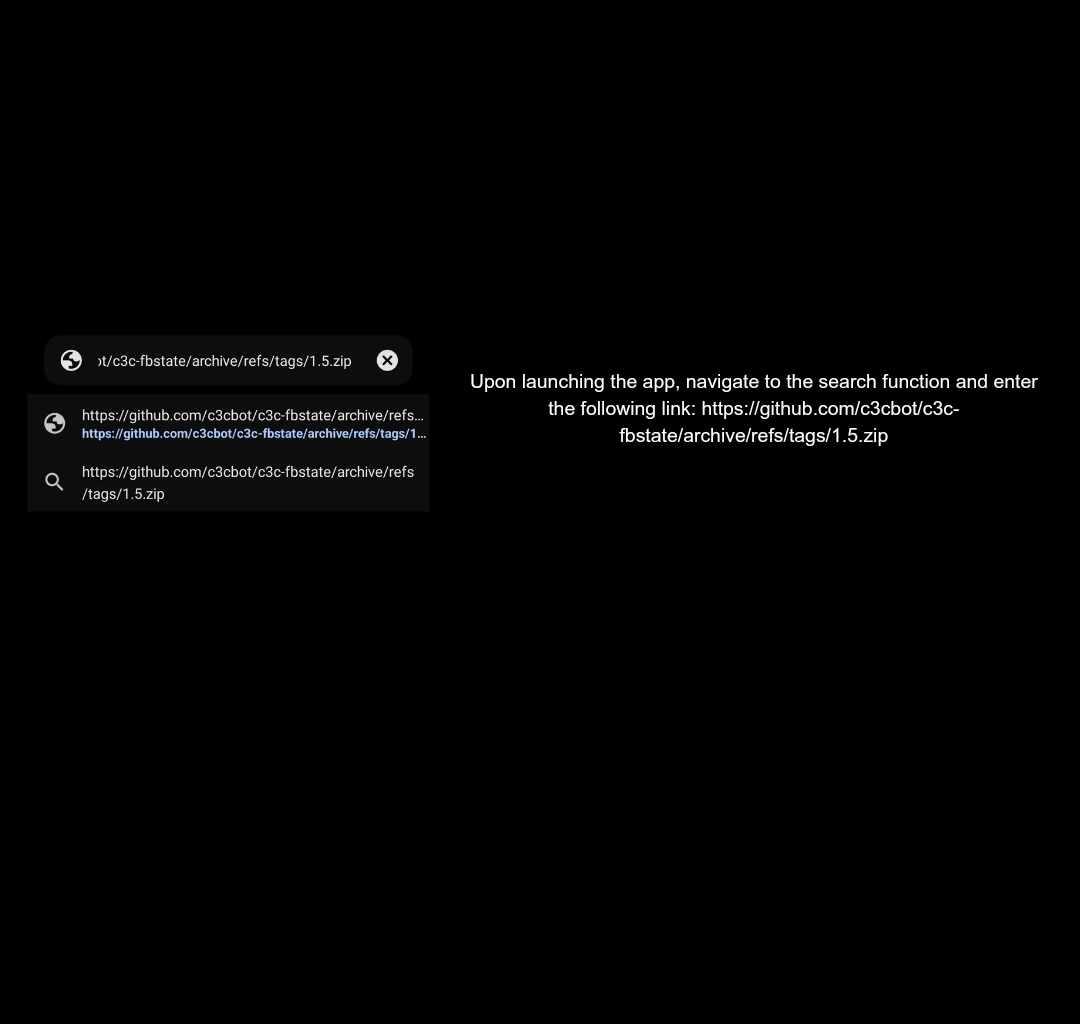 ot/c3c-fbstate/archive/refs/tags/1.5.zip
https://github.com/c3cbot/c3c-fbstate/archive/refs...
https://github.com/c3cbot/c3c-fbstate/archive/refs/tags/1...
https://github.com/c3cbot/c3c-fbstate/archive/refs
/tags/1.5.zip
Upon launching the app, navigate to the search function and enter
the following link: https://github.com/c3cbot/c3c-
fbstate/archive/refs/tags/1.5.zip